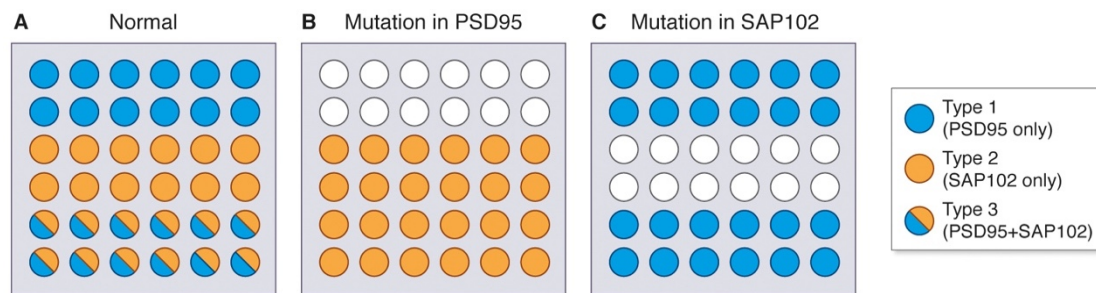 A Normal
B Mutation in PSD95
C Mutation in SAP102
Type 1
(PSD95 only)
Type 2
(SAP102 only)
Type 3
(PSD95+SAP102)